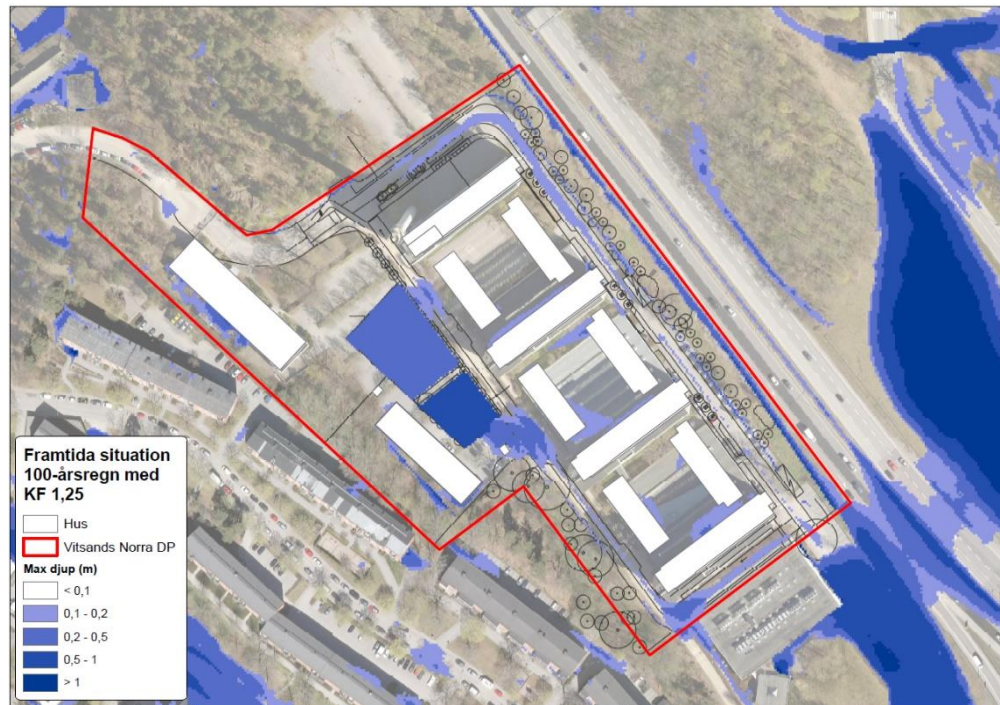 Framtida situation
100-årsregn med
KF 1,25
Hus
Vitsands Norra DP
Max djup (m)
< 0,1
0,1 - 0,2
0,2 - 0,5
0,5 - 1
> 1